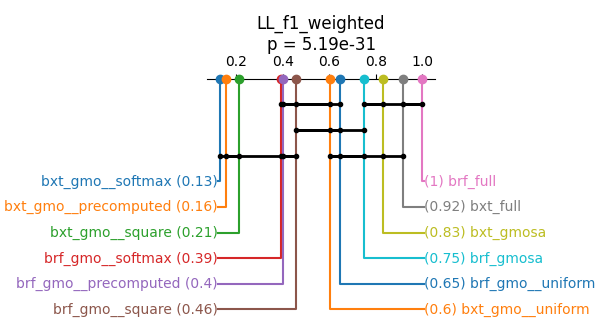 LL_f1_weighted
p = 5.19e-31
0.2 0.4 0.6 0.8 1.0
bxt_gmo__softmax (0.13)
(1) brf_full
bxt_gmo__precomputed (0.16)
(0.92) bxt_full
bxt_gmo__square (0.21)
(0.83) bxt_gmosa
brf_gmo__softmax (0.39)
(0.75) brf_gmosa
brf_gmo__precomputed (0.4)
(0.65) brf_gmo__uniform
brf_gmo__square (0.46)
(0.6) bxt_gmo__uniform